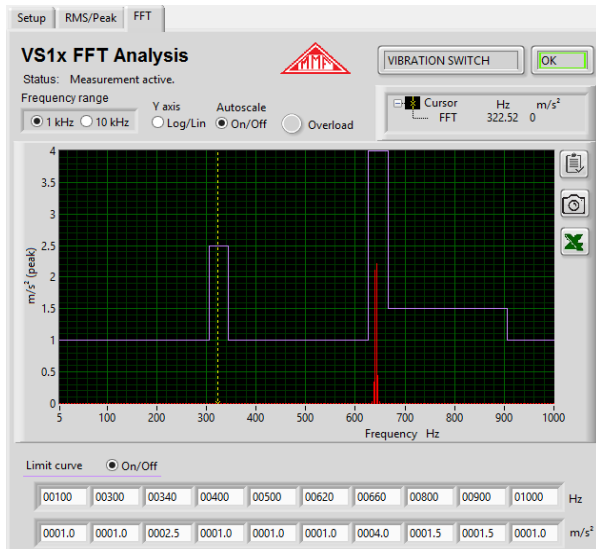 Setup RMS/Peak FFT
VS1x FFT Analysis
MMF
VIBRATION SWITCH OK
Status: Measurement active.
Frequency range
Y axis Autoscale
1 kHz 10 kHz Log/Lin On/Off Overload
Cursor Hz m/s²
FFT 322.52 0
4
3.5
3
2.5
2
1.5
1
0.5
0
m/s² (peak)
5 100 200 300 400 500 600 700 800 900 1000
Frequency Hz
Limit curve On/Off
00100 00300 00340 00400 00500 00620 00660 00800 00900 01000 Hz
0001.0 0001.0 0002.5 0001.0 0001.0 0001.0 0004.0 0001.5 0001.5 0001.0 m/s²